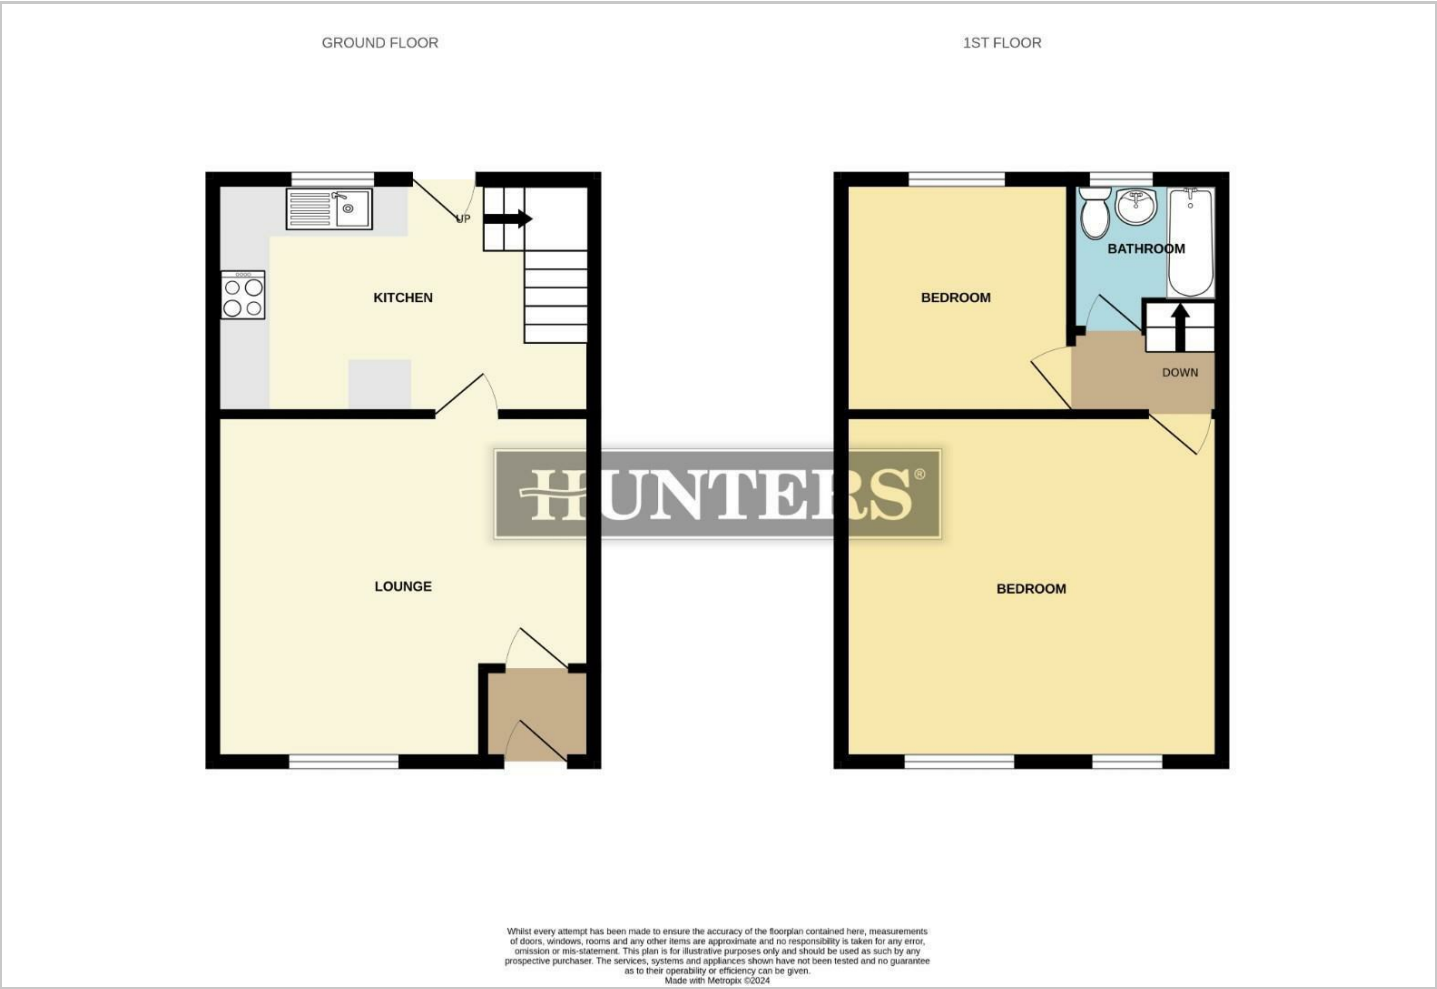 GROUND FLOOR
1ST FLOOR
UP
KITCHEN
BEDROOM
BATHROOM
DOWN
HUNTERS®
LOUNGE
BEDROOM
Whilst every attempt has been made to ensure the accuracy of the floorplan contained here, measurements
of doors, windows, rooms and any other items are approximate and no responsibility is taken for any error,
omission or mis-statement. This plan is for illustrative purposes only and should be used as such by any
prospective purchaser. The services, systems and appliances shown have not been tested and no guarantee
as to their operability or efficiency can be given.
Made with Metropix ©2024